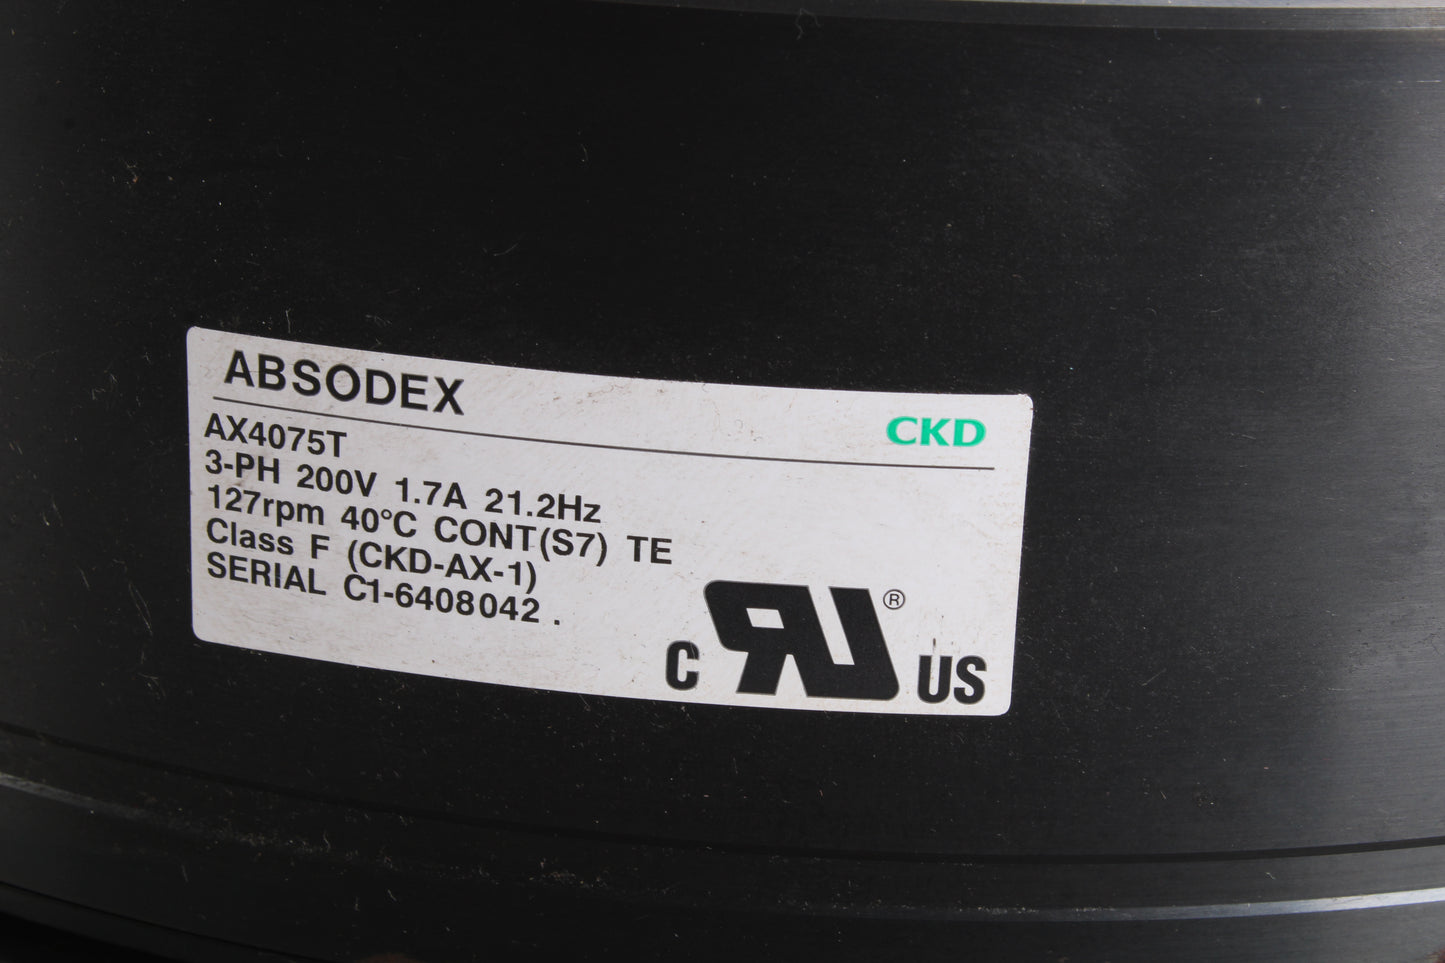 ABSODEX
CKD
AX4075T
3-PH 200V 1.7A 21.2Hz
127rpm 40°C CONT(S7) TE
Class F (CKD-AX-1)
SERIAL C1-6408042 .
C RU ® US